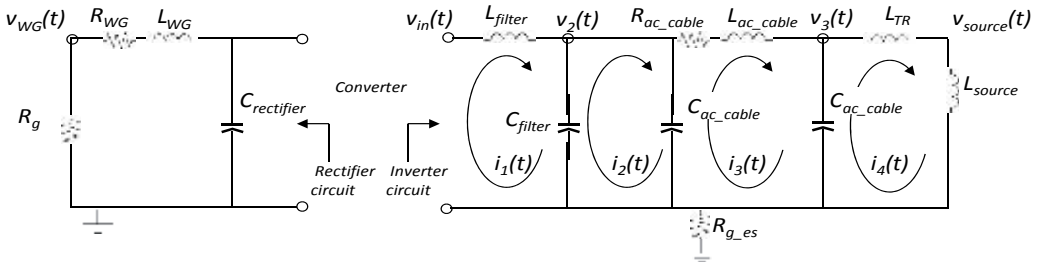 v_WG(t) R_WG L_WG v_in(t) L_filter v_2(t) R_ac_cable L_ac_cable v_3(t) L_TR v_source(t)
R_g C_rectifier Converter C_filter C_ac_cable C_ac_cable L_source
Rectifier circuit
Inverter circuit
i_1(t) i_2(t) i_3(t) i_4(t)
R_g_es